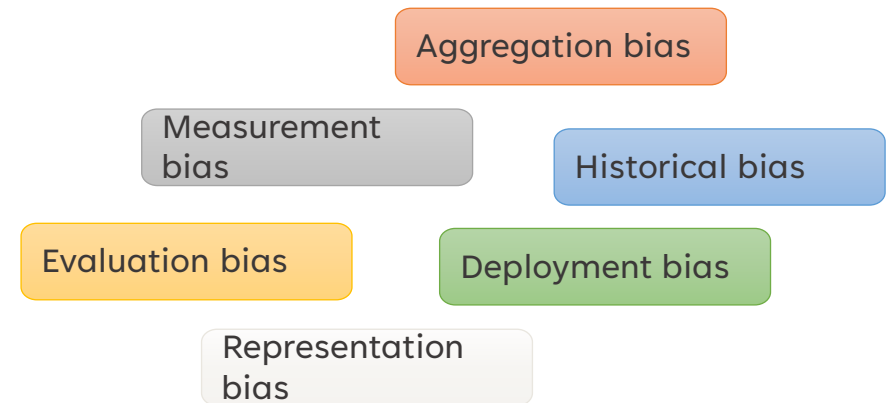 Aggregation bias
Measurement
bias
Historical bias
Evaluation bias
Deployment bias
Representation
bias